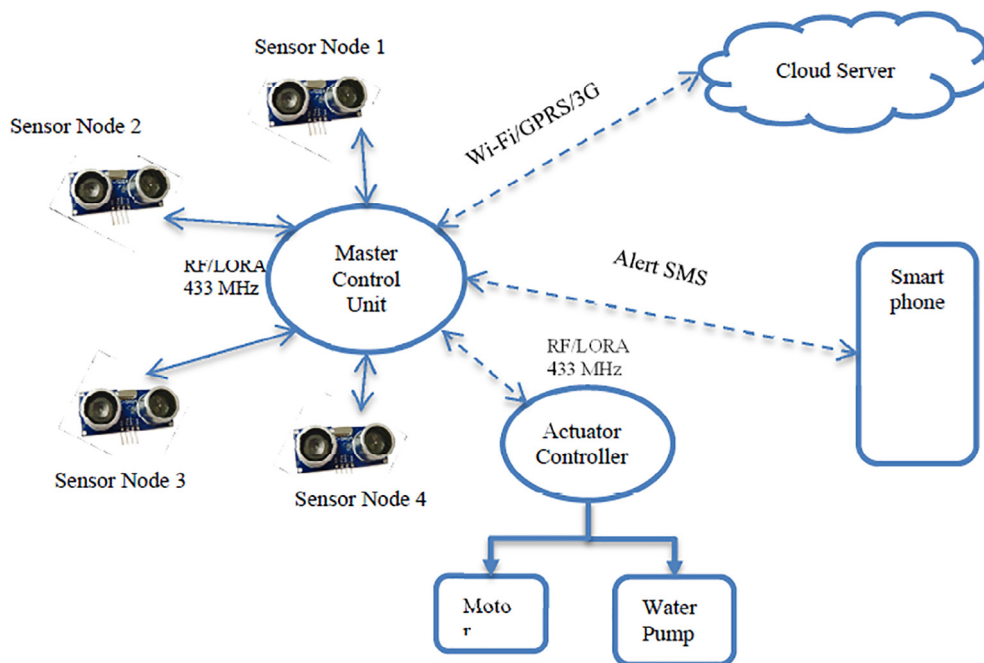 Sensor Node 1
Cloud Server
Sensor Node 2
Wi-Fi/GPRS/3G
RF/LORA
433 MHz
Master
Control
Unit
Alert SMS
Smart
phone
RF/LORA
433 MHz
Sensor Node 3
Sensor Node 4
Actuator
Controller
Moto
r
Water
Pump